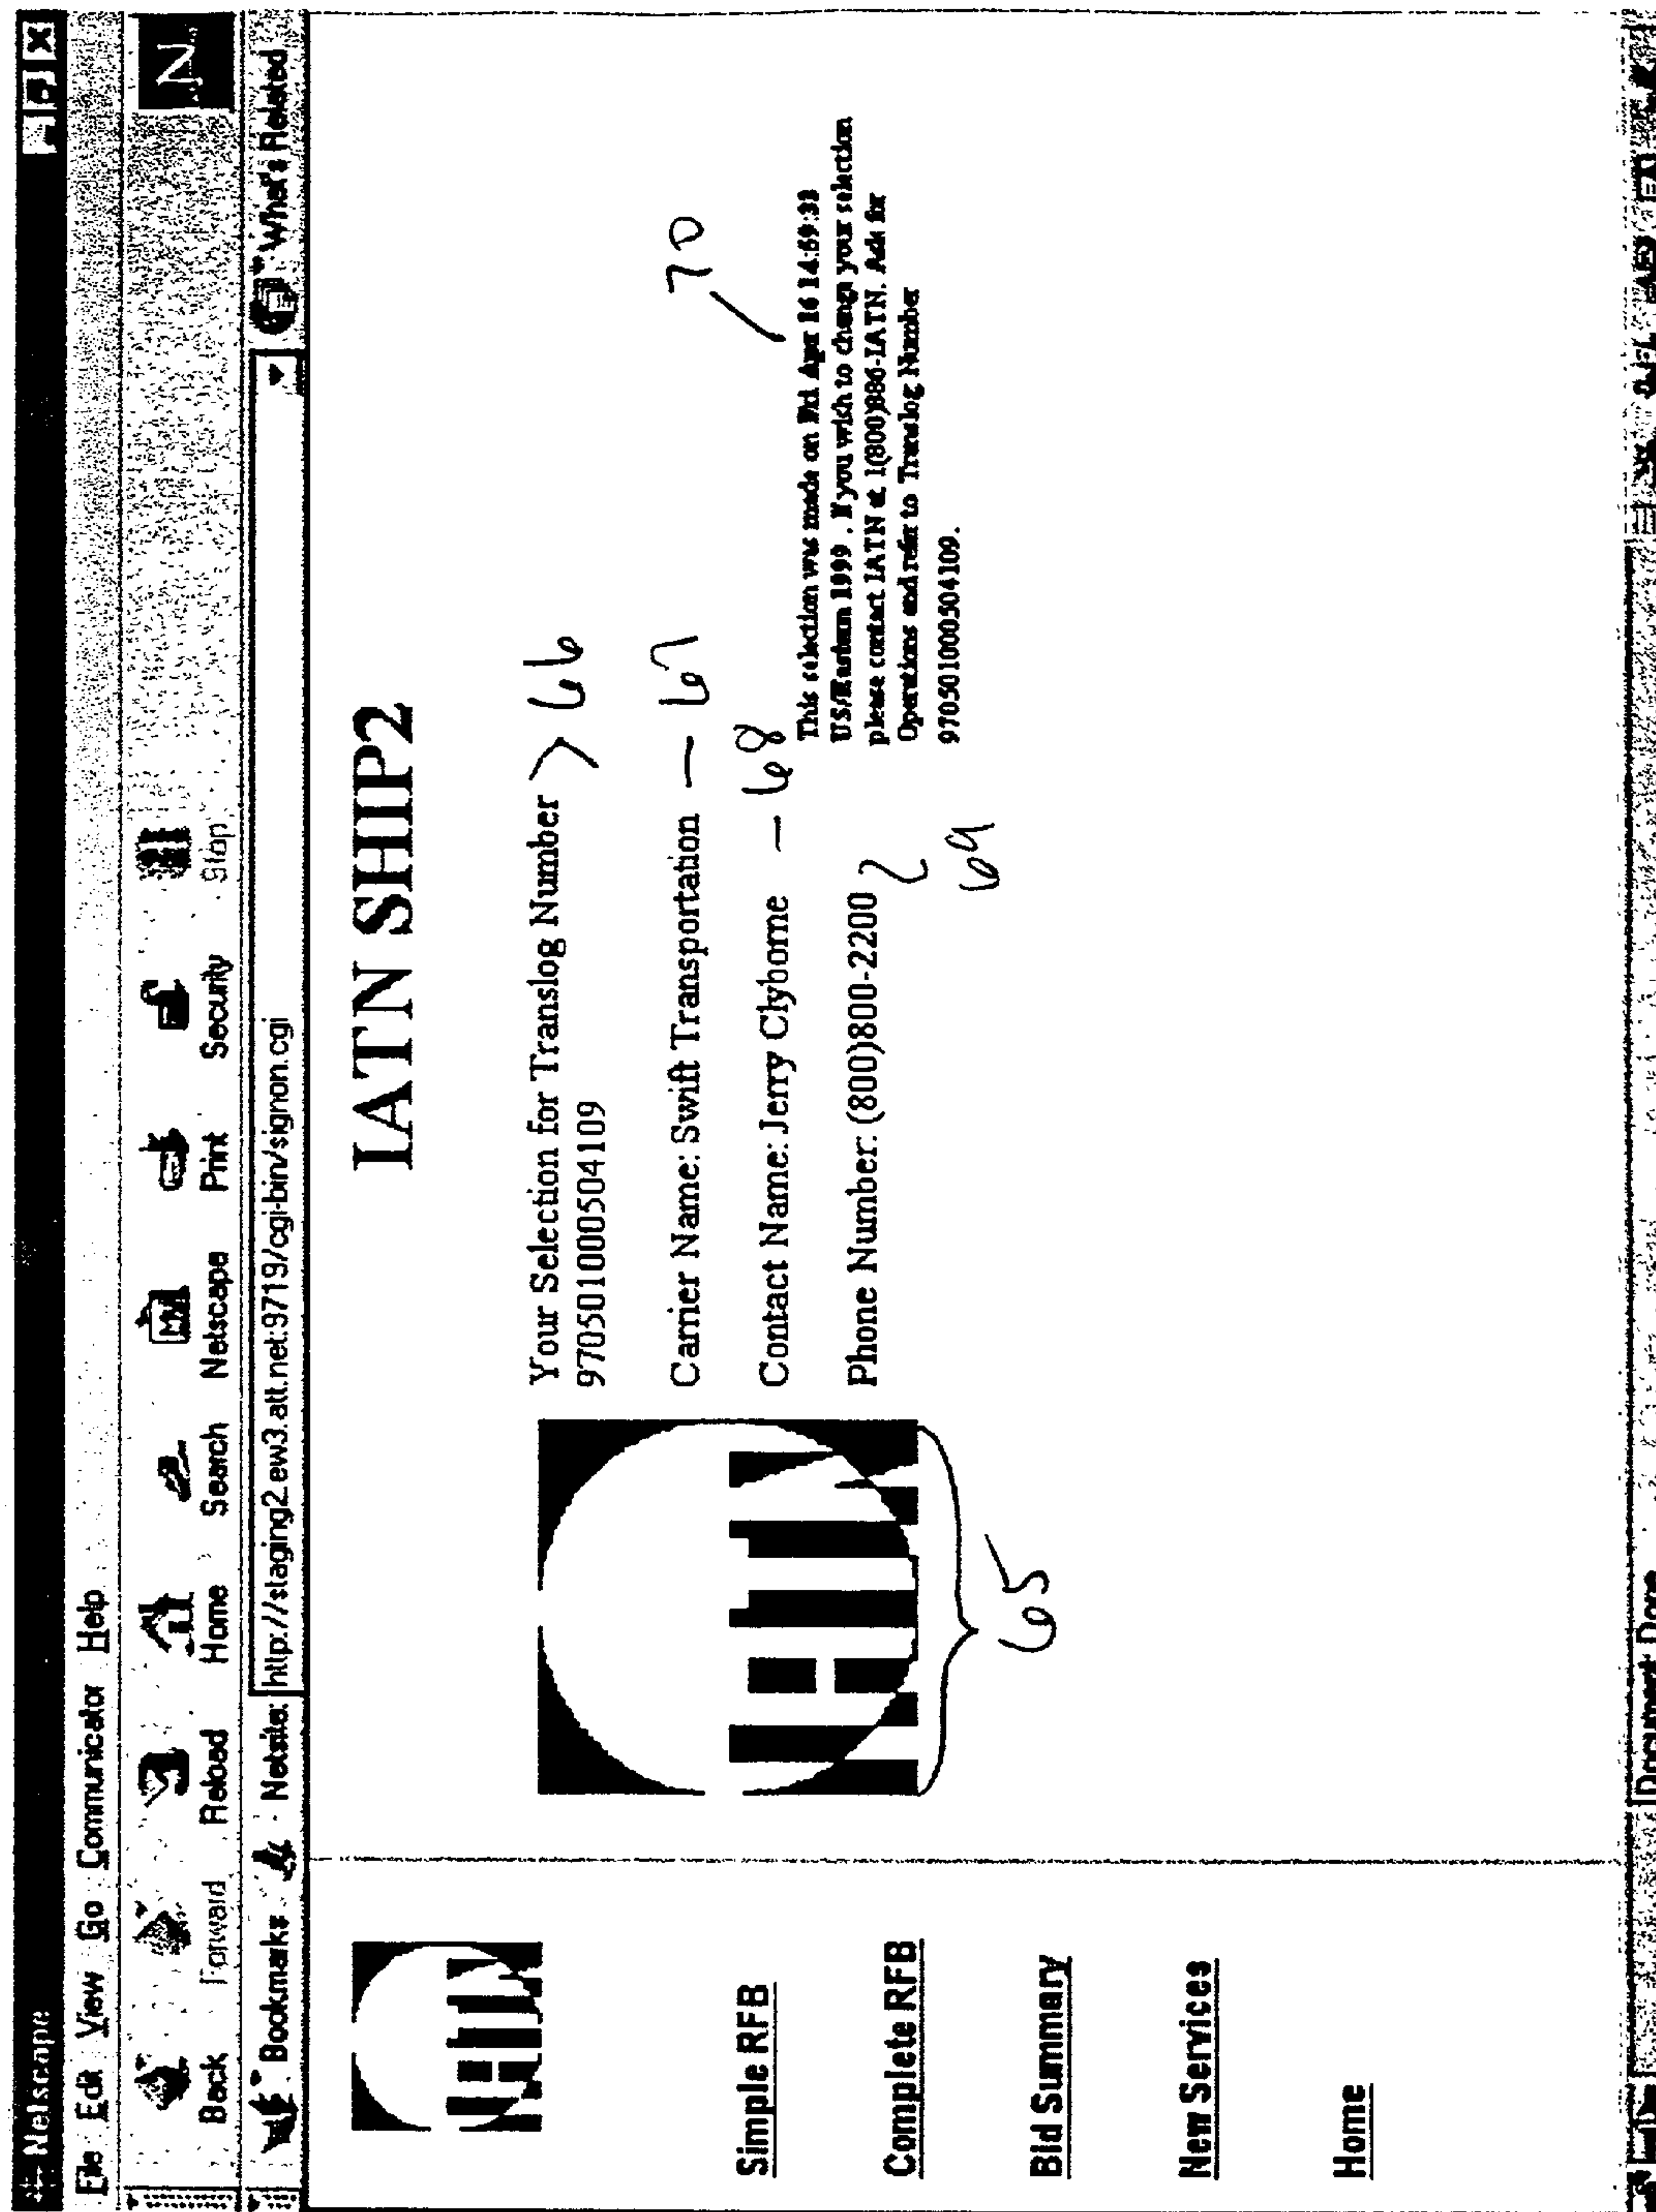 Netscape
File Edit View Go Communicator Help
Back Forward Reload Home Search Netscape Print Security Stop
N
Bookmarks Netsite: http://staging2.ew3.att.net:9719/cgi-bin/signon.cgi What's Related
IATN SHIP2
Simple RFB
Complete RFB
Bid Summary
New Services
Home
Your Selection for Translog Number
9705010005041​09
66
Carrier Name: Swift Transportation
67
Contact Name: Jerry Clyborne
68
Phone Number: (800)800-2200
69
65
70
This selection was made on Fri Apr 16 14:59:33
US/Eastern 1999 . If you wish to change your selection
please contact IATN at 1(800)886-IATN. Ask for
Operations and refer to Translog Number
970501000504109.
Document: Done